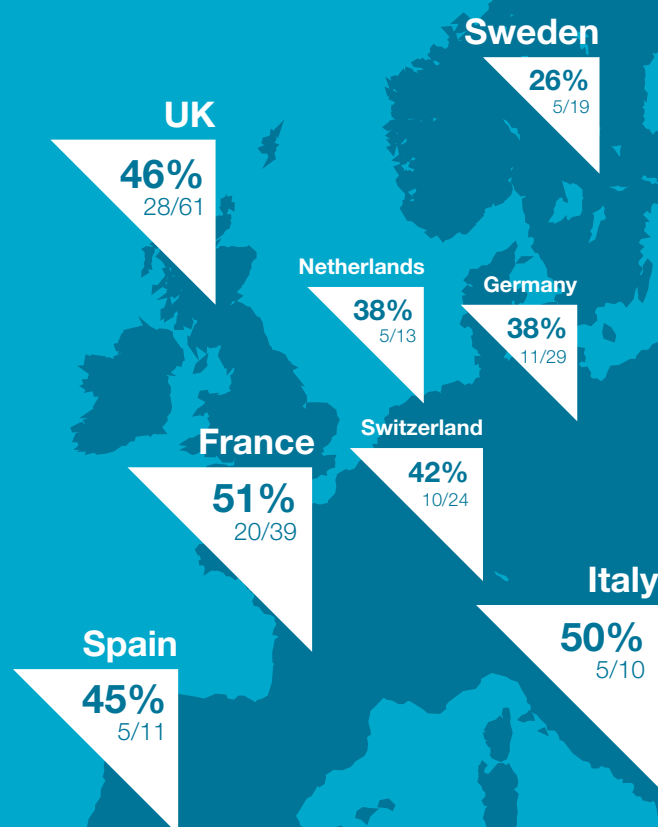 Sweden
26%
5/19
UK
46%
28/61
Netherlands
38%
5/13
Germany
38%
11/29
Switzerland
42%
10/24
France
51%
20/39
Italy
50%
5/10
Spain
45%
5/11